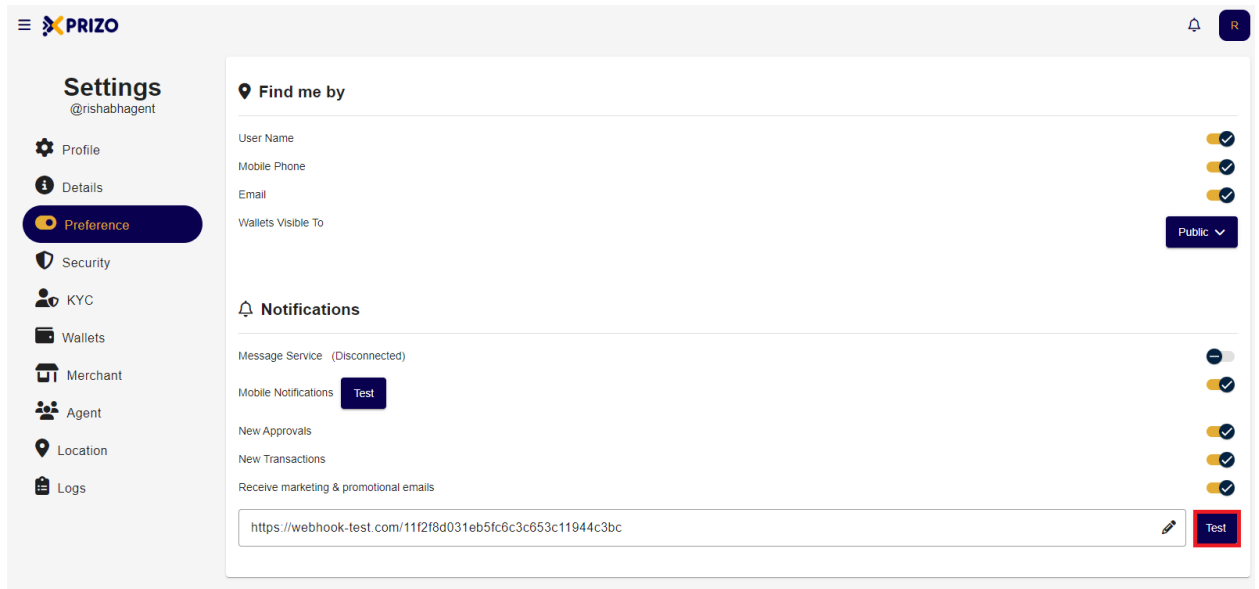 XPRIZO
R
Settings
@rishabhagent
Profile
Details
Preference
Security
KYC
Wallets
Merchant
Agent
Location
Logs
Find me by
User Name
Mobile Phone
Email
Wallets Visible To
Public
Notifications
Message Service (Disconnected)
Mobile Notifications Test
New Approvals
New Transactions
Receive marketing & promotional emails
https://webhook-test.com/11f2f8d031eb5fc6c3c653c11944c3bc Test